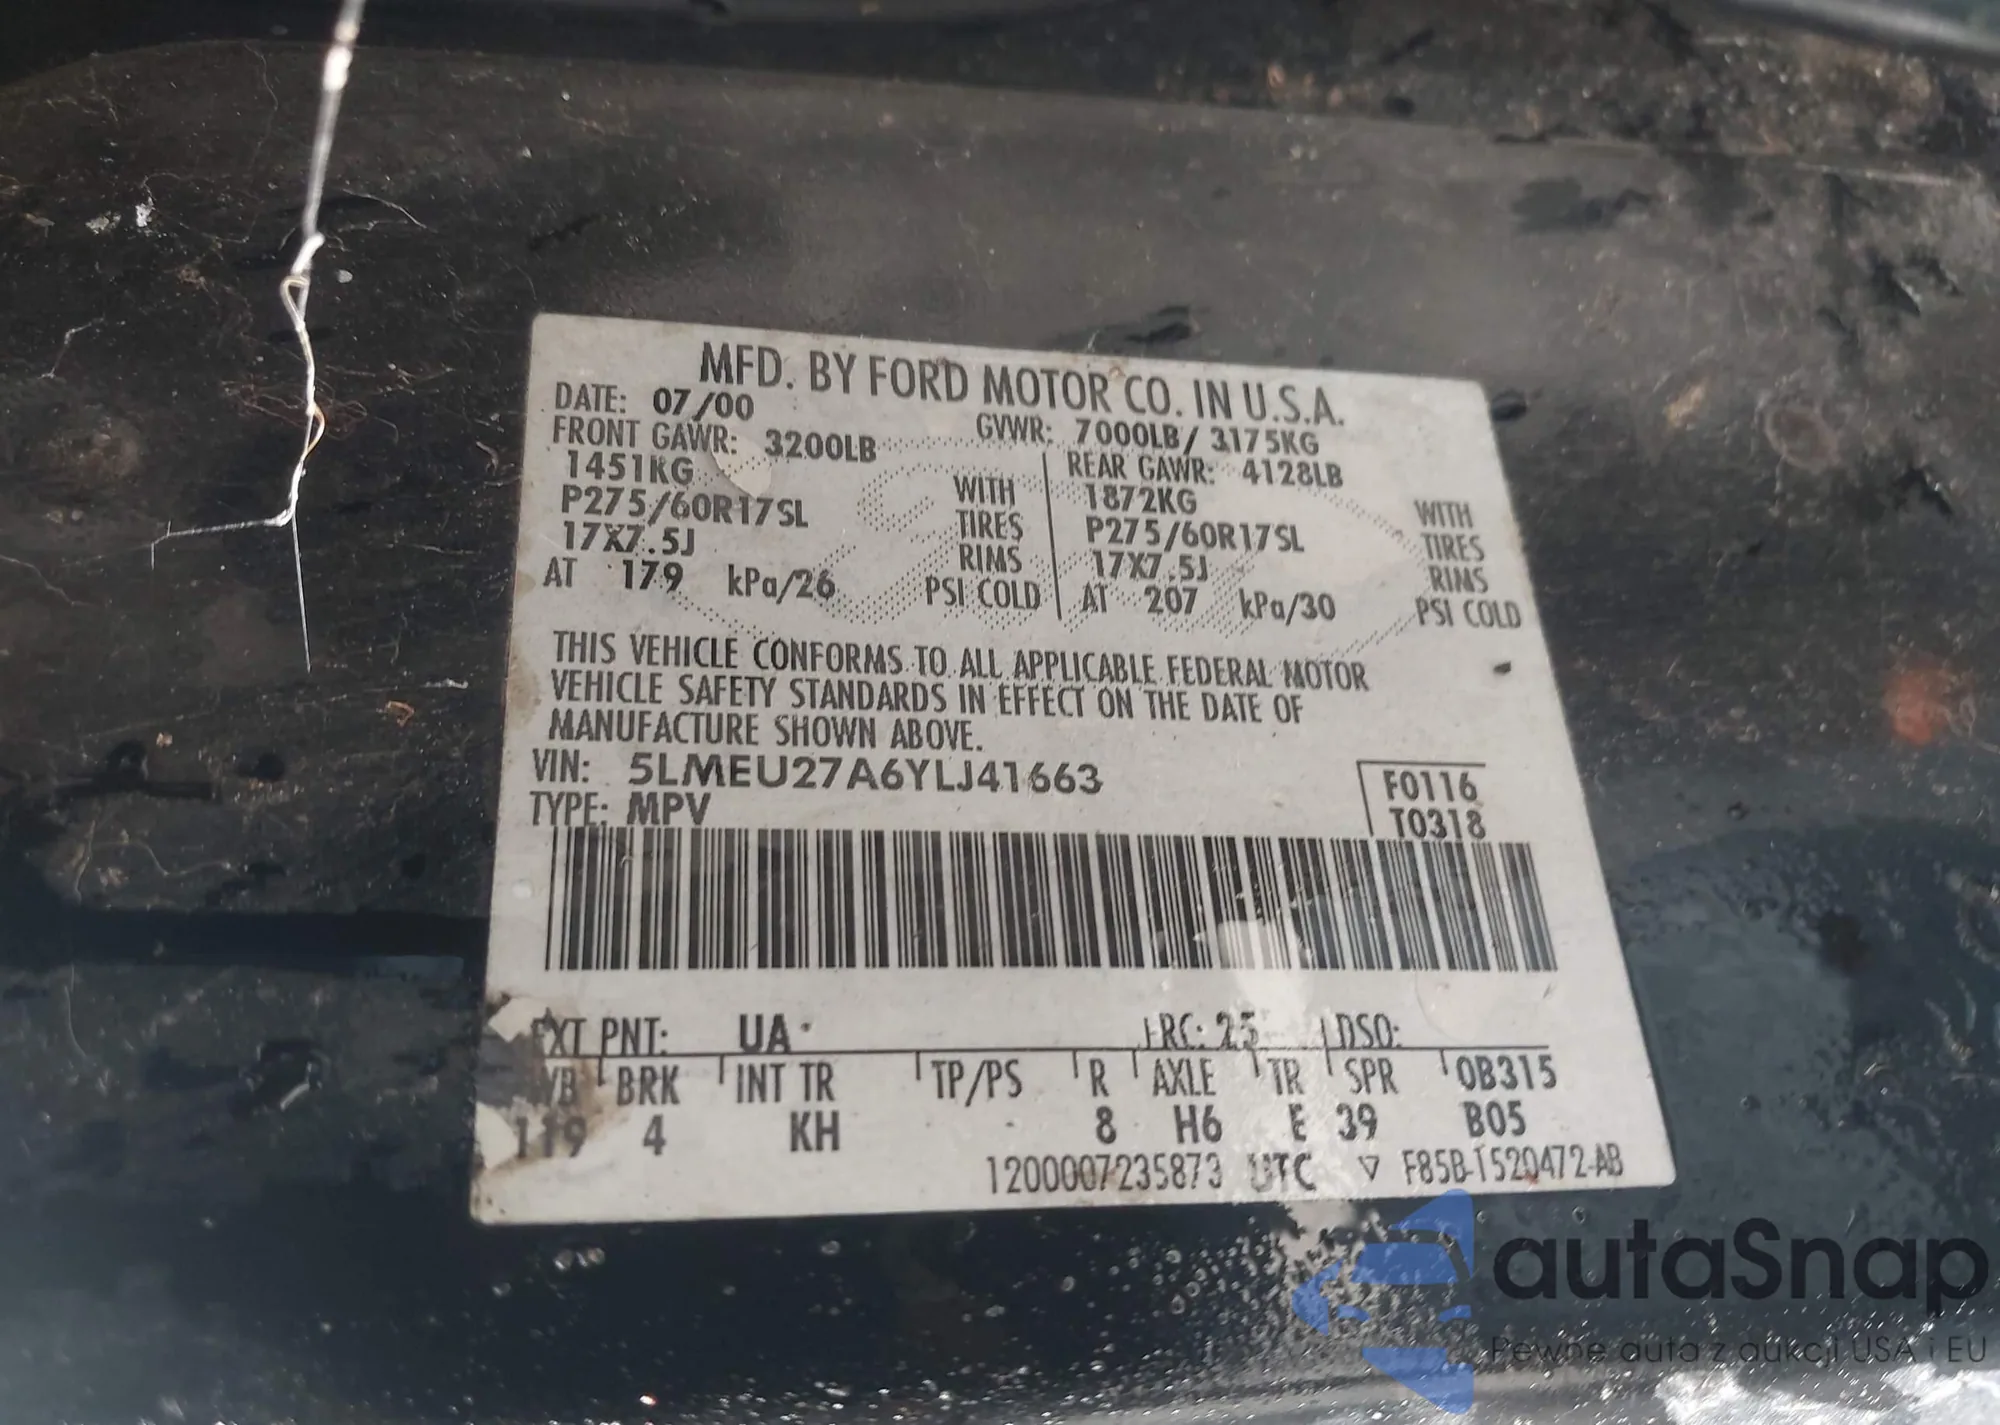 MFD. BY FORD MOTOR CO. IN U.S.A.
DATE: 07/00 GVWR: 7000LB/ 3175KG
FRONT GAWR: 3200LB REAR GAWR: 4128LB
1451KG WITH 1872KG WITH
P275/60R17SL TIRES P275/60R17SL TIRES
17X7.5J RIMS 17X7.5J RIMS
AT 179 kPa/26 PSI COLD AT 207 kPa/30 PSI COLD
THIS VEHICLE CONFORMS TO ALL APPLICABLE FEDERAL MOTOR
VEHICLE SAFETY STANDARDS IN EFFECT ON THE DATE OF
MANUFACTURE SHOWN ABOVE.
VIN: 5LMEU27A6YLJ41663 F0116
TYPE: MPV T0318
EXT PNT: UA RC: 25 DSO:
WB BRK INT TR TP/PS R AXLE TR SPR 0B315
119 4 KH 8 H6 E 39 B05
1200007235873 UTC ▽ F85B-1520472-AB
autaSnap
Pewne auta z aukcji USA i EU